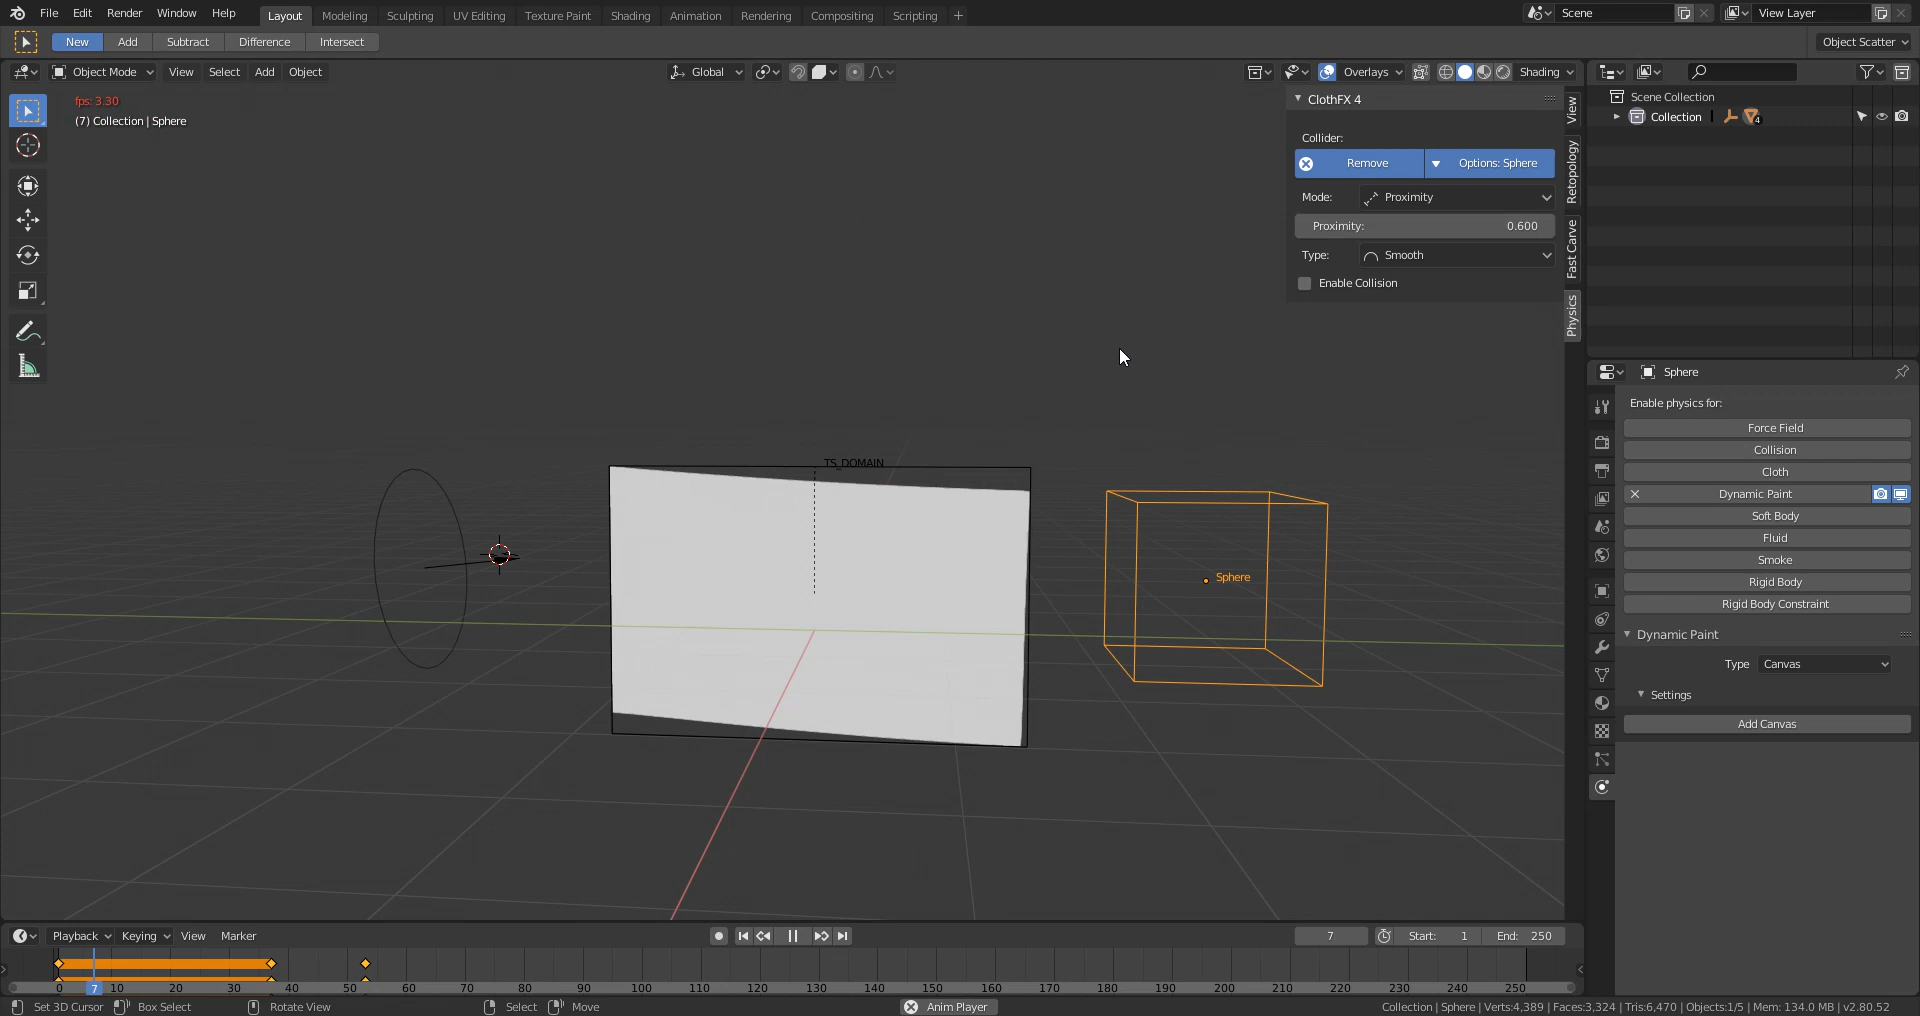 File Edit Render Window Help Layout Modeling Sculpting UV Editing Texture Paint Shading Animation Rendering Compositing Scripting + Scene View Layer
New Add Subtract Difference Intersect Object Scatter
Object Mode View Select Add Object Global Overlays Shading
fps: 3.30
(7) Collection | Sphere
ClothFX 4
Collider:
Remove Options: Sphere
Mode: Proximity
Proximity: 0.600
Type: Smooth
Enable Collision
View
Retopology
Fast Carve
Physics
Scene Collection
Collection 4
Sphere
Enable physics for:
Force Field
Collision
Cloth
Dynamic Paint
Soft Body
Fluid
Smoke
Rigid Body
Rigid Body Constraint
Dynamic Paint
Type Canvas
Settings
Add Canvas
TS_DOMAIN
Sphere
Playback Keying View Marker 7 Start: 1 End: 250
0 7 10 20 30 40 50 60 70 80 90 100 110 120 130 140 150 160 170 180 190 200 210 220 230 240 250
Set 3D Cursor Box Select Rotate View Select Move Anim Player Collection | Sphere | Verts:4,389 | Faces:3,324 | Tris:6,470 | Objects:1/5 | Mem: 134.0 MB | v2.80.52